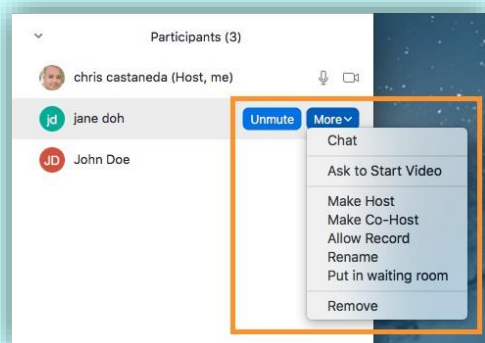 Participants (3)
chris castaneda (Host, me)
jd jane doh Unmute More
JD John Doe
Chat
Ask to Start Video
Make Host
Make Co-Host
Allow Record
Rename
Put in waiting room
Remove